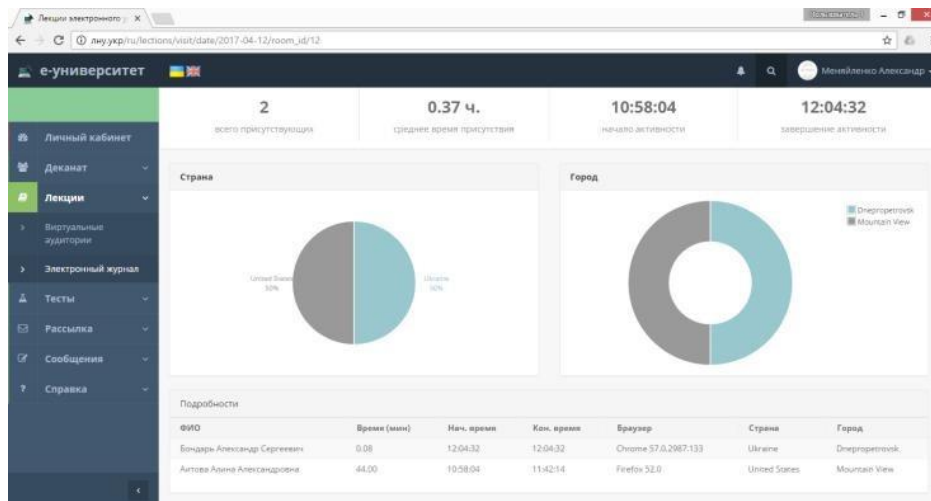 Лекции электронного
лну.укр/ru/lections/visit/date/2017-04-12/room_id/12
е-университет
Меняйленко Александр
2
всего присутствующих
0.37 ч.
среднее время присутствия
10:58:04
начало активности
12:04:32
завершение активности
Личный кабинет
Деканат
Лекции
Виртуальные
аудитории
Электронный журнал
Тесты
Рассылка
Сообщения
? Справка
Страна
United States
50%
Ukraine
50%
Город
Dnepropetrovsk
Mountain View
Подробности
ФИО Время (мин) Нач. время Кон. время Браузер Страна Город
Бондарь Александр Сергеевич 0.08 12:04:32 12:04:32 Chrome 57.0.2987.133 Ukraine Dnepropetrovsk
Антова Алина Александровна 44.00 10:58:04 11:42:14 Firefox 52.0 United States Mountain View